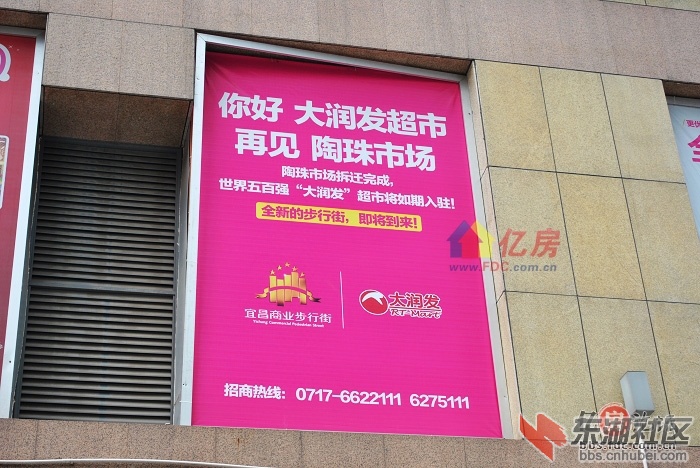 你好 大润发超市
再见 陶珠市场
陶珠市场拆迁完成，
世界五百强“大润发”超市将如期入驻！
全新的步行街，即将到来！
亿房
www.FDC.com.cn
宜昌商业步行街
Yichang Commercial Pedestrian Street
大润发
RT-Mart
招商热线：0717-6622111 6275111
东湖社区
bbs.cnhubei.com